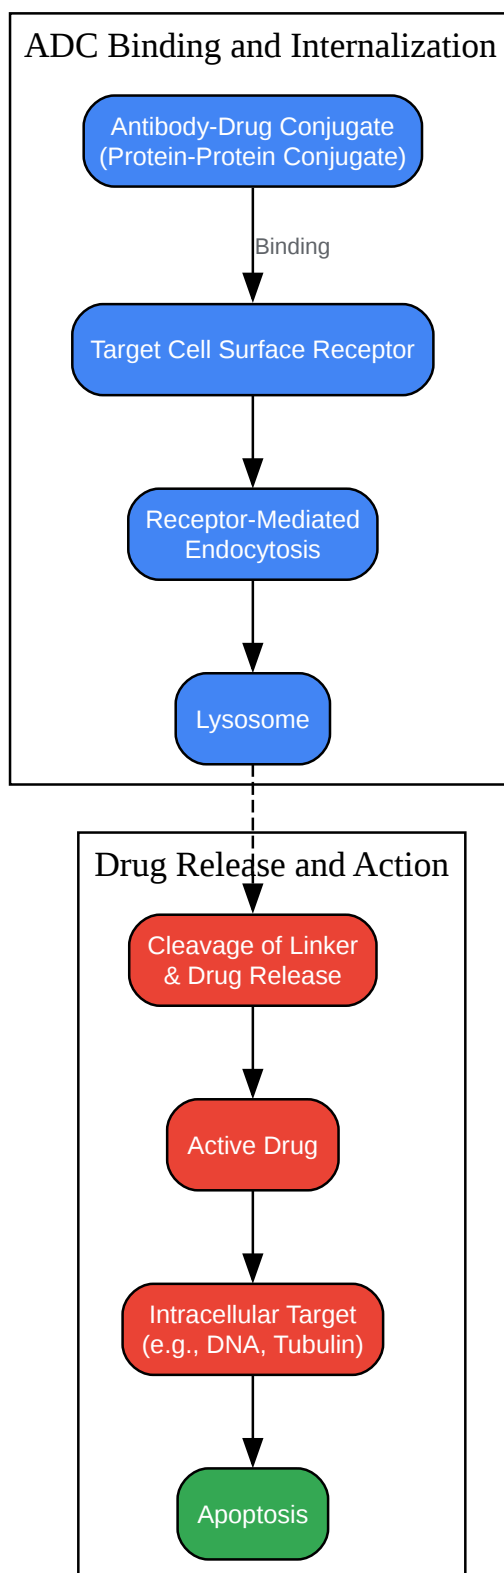 ADC Binding and Internalization
Antibody-Drug Conjugate
(Protein-Protein Conjugate)
Binding
Target Cell Surface Receptor
Receptor-Mediated
Endocytosis
Lysosome
Drug Release and Action
Cleavage of Linker
& Drug Release
Active Drug
Intracellular Target
(e.g., DNA, Tubulin)
Apoptosis